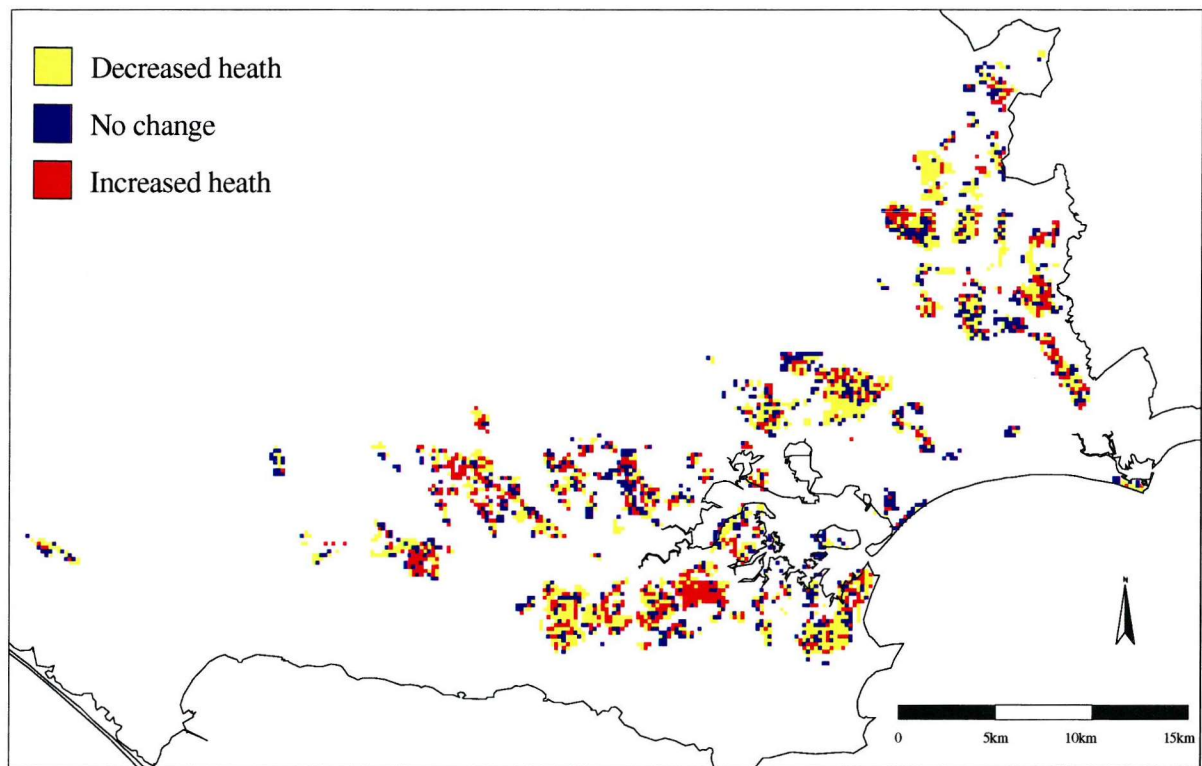 Decreased heath
No change
Increased heath
N
0 5km 10km 15km